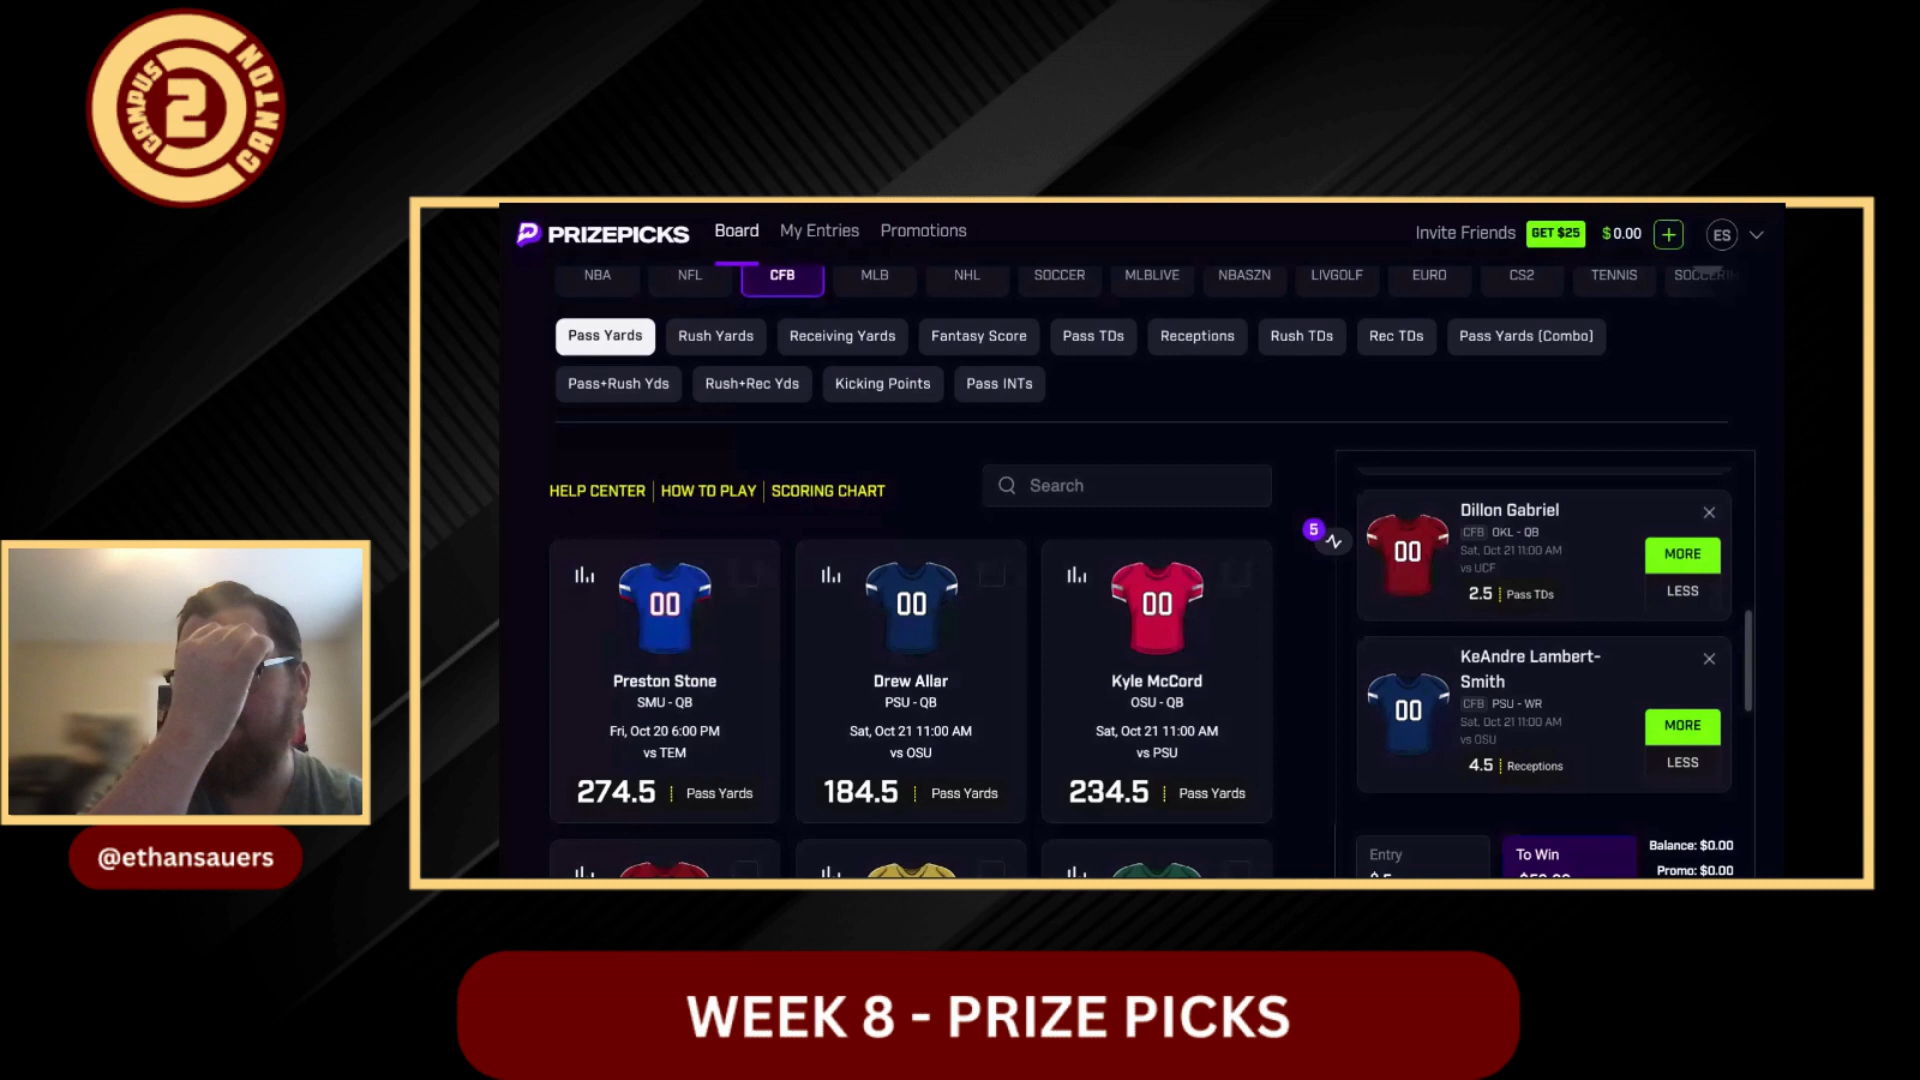 CAMPUS
2
CANTON
PRIZEPICKS
Board
My Entries
Promotions
Invite Friends
GET $25
$0.00
+
ES
NBA
NFL
CFB
MLB
NHL
SOCCER
MLBLIVE
NBASZN
LIVGOLF
EURO
CS2
TENNIS
Pass Yards
Rush Yards
Receiving Yards
Fantasy Score
Pass TDs
Receptions
Rush TDs
Rec TDs
Pass Yards (Combo)
Pass+Rush Yds
Rush+Rec Yds
Kicking Points
Pass INTs
HELP CENTER
HOW TO PLAY
SCORING CHART
Search
00
Preston Stone
SMU - QB
Fri, Oct 20 6:00 PM
vs TEM
274.5
Pass Yards
00
Drew Allar
PSU - QB
Sat, Oct 21 11:00 AM
vs OSU
184.5
Pass Yards
00
Kyle McCord
OSU - QB
Sat, Oct 21 11:00 AM
vs PSU
234.5
Pass Yards
5
00
Dillon Gabriel
CFB OKL - QB
Sat, Oct 21 11:00 AM
vs UCF
2.5
Pass TDs
MORE
LESS
00
KeAndre Lambert-
Smith
CFB PSU - WR
Sat, Oct 21 11:00 AM
vs OSU
4.5
Receptions
MORE
LESS
Entry
To Win
Balance: $0.00
Promo: $0.00
@ethansauers
WEEK 8 - PRIZE PICKS